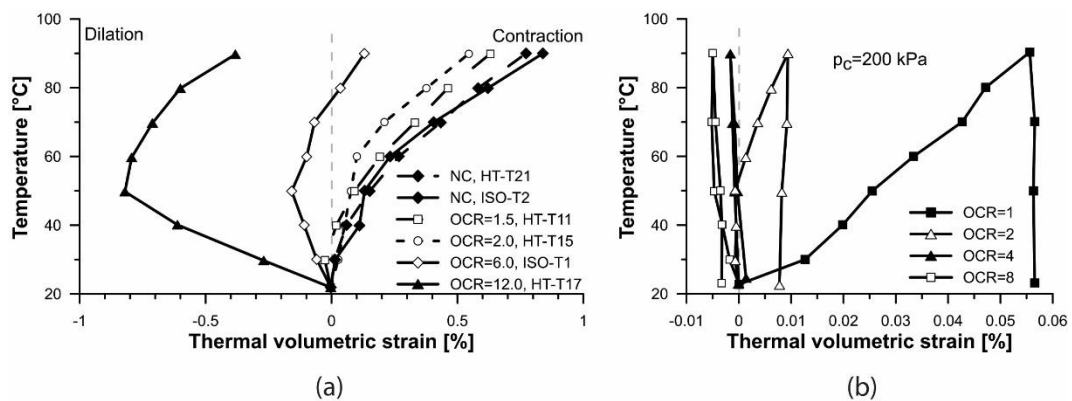 100
Dilation
Contraction
80
60
40
20
Temperature [°C]
NC, HT-T21
NC, ISO-T2
OCR=1.5, HT-T11
OCR=2.0, HT-T15
OCR=6.0, ISO-T1
OCR=12.0, HT-T17
-1
-0.5
0
0.5
1
Thermal volumetric strain [%]
(a)
100
80
60
40
20
Temperature [°C]
pC=200 kPa
OCR=1
OCR=2
OCR=4
OCR=8
-0.01
0
0.01
0.02
0.03
0.04
0.05
0.06
Thermal volumetric strain [%]
(b)